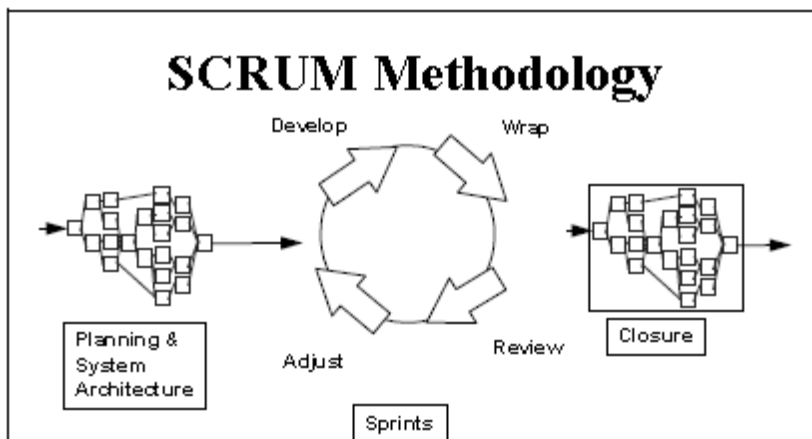 SCRUM Methodology
Develop
Wrap
Planning &
System
Architecture
Adjust
Review
Closure
Sprints